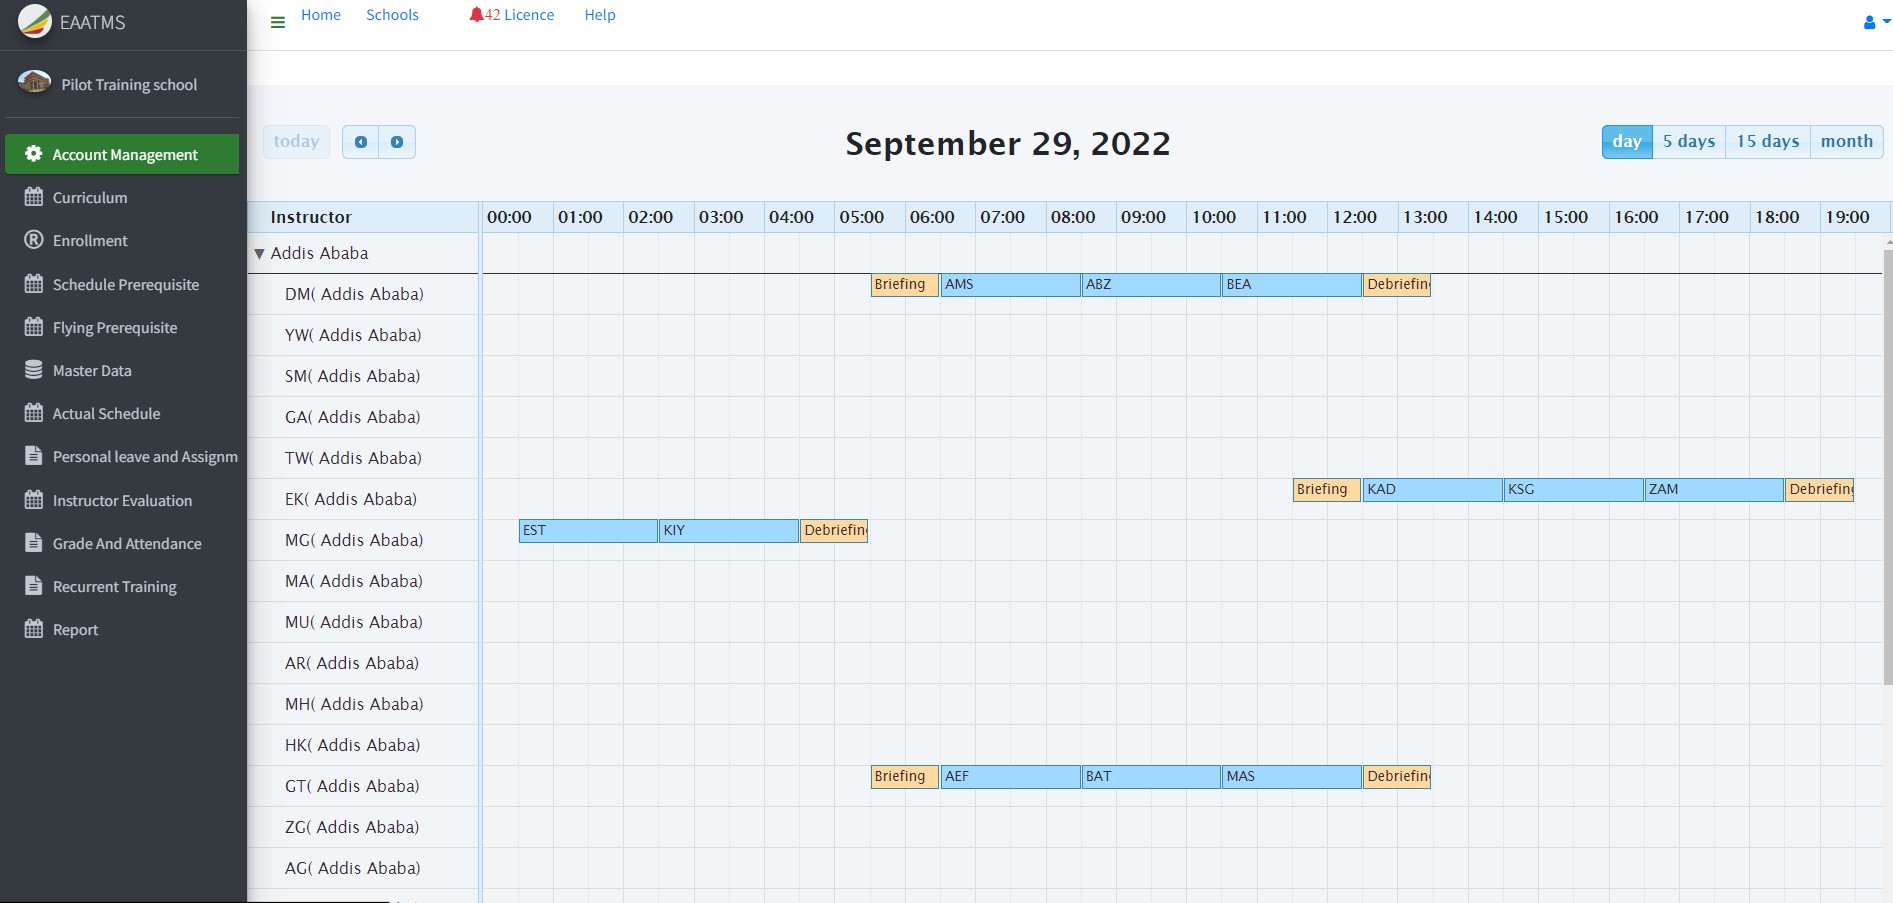 EAATMS
Home Schools 42 Licence Help
Pilot Training school
Account Management
Curriculum
Enrollment
Schedule Prerequisite
Flying Prerequisite
Master Data
Actual Schedule
Personal leave and Assignm
Instructor Evaluation
Grade And Attendance
Recurrent Training
Report
today
September 29, 2022
day 5 days 15 days month
Instructor 00:00 01:00 02:00 03:00 04:00 05:00 06:00 07:00 08:00 09:00 10:00 11:00 12:00 13:00 14:00 15:00 16:00 17:00 18:00 19:00
▼ Addis Ababa
DM( Addis Ababa) Briefing AMS ABZ BEA Debriefin
YW( Addis Ababa)
SM( Addis Ababa)
GA( Addis Ababa)
TW( Addis Ababa)
EK( Addis Ababa) Briefing KAD KSG ZAM Debriefing
MG( Addis Ababa) EST KIY Debriefin
MA( Addis Ababa)
MU( Addis Ababa)
AR( Addis Ababa)
MH( Addis Ababa)
HK( Addis Ababa)
GT( Addis Ababa) Briefing AEF BAT MAS Debriefin
ZG( Addis Ababa)
AG( Addis Ababa)